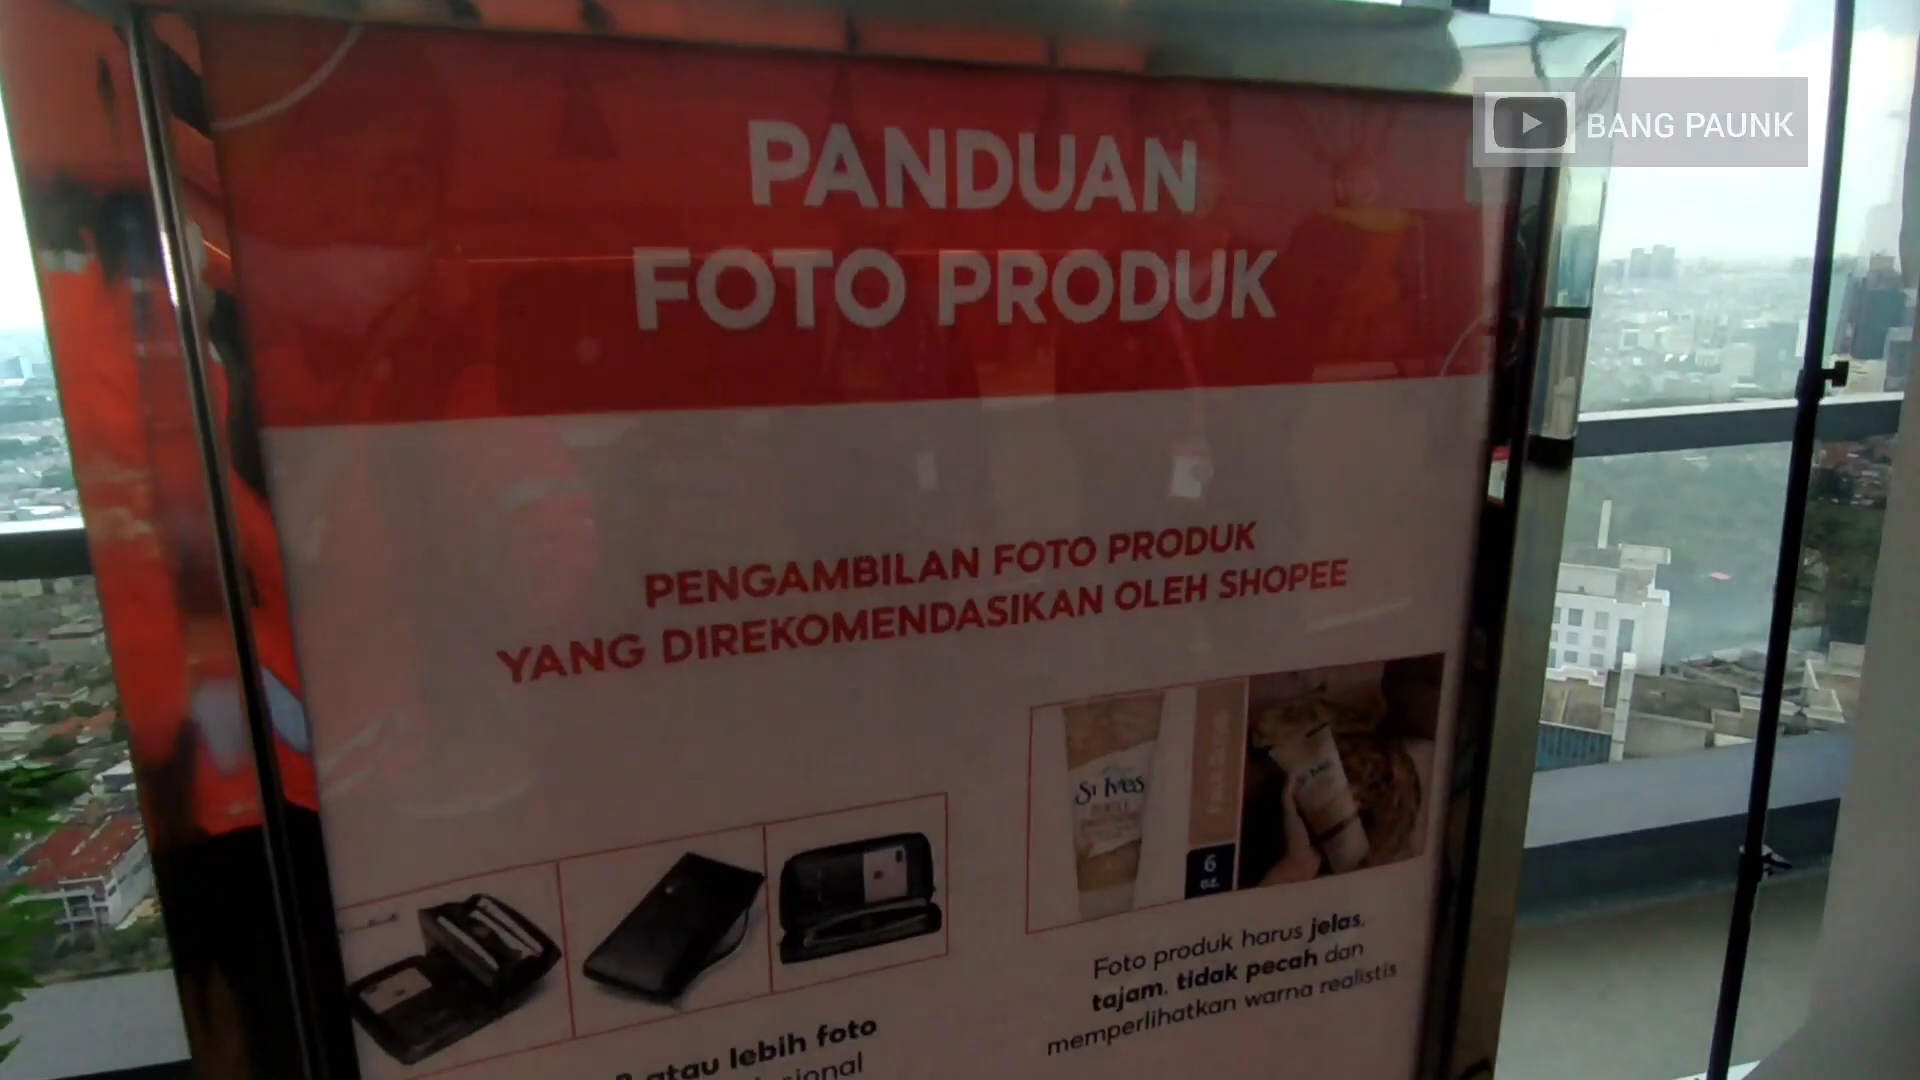 BANG PAUNK
PANDUAN
FOTO PRODUK
PENGAMBILAN FOTO PRODUK
YANG DIREKOMENDASIKAN OLEH SHOPEE
St Ives
6
oz.
Foto produk harus jelas,
tajam, tidak pecah dan
memperlihatkan warna realistis
atau lebih foto